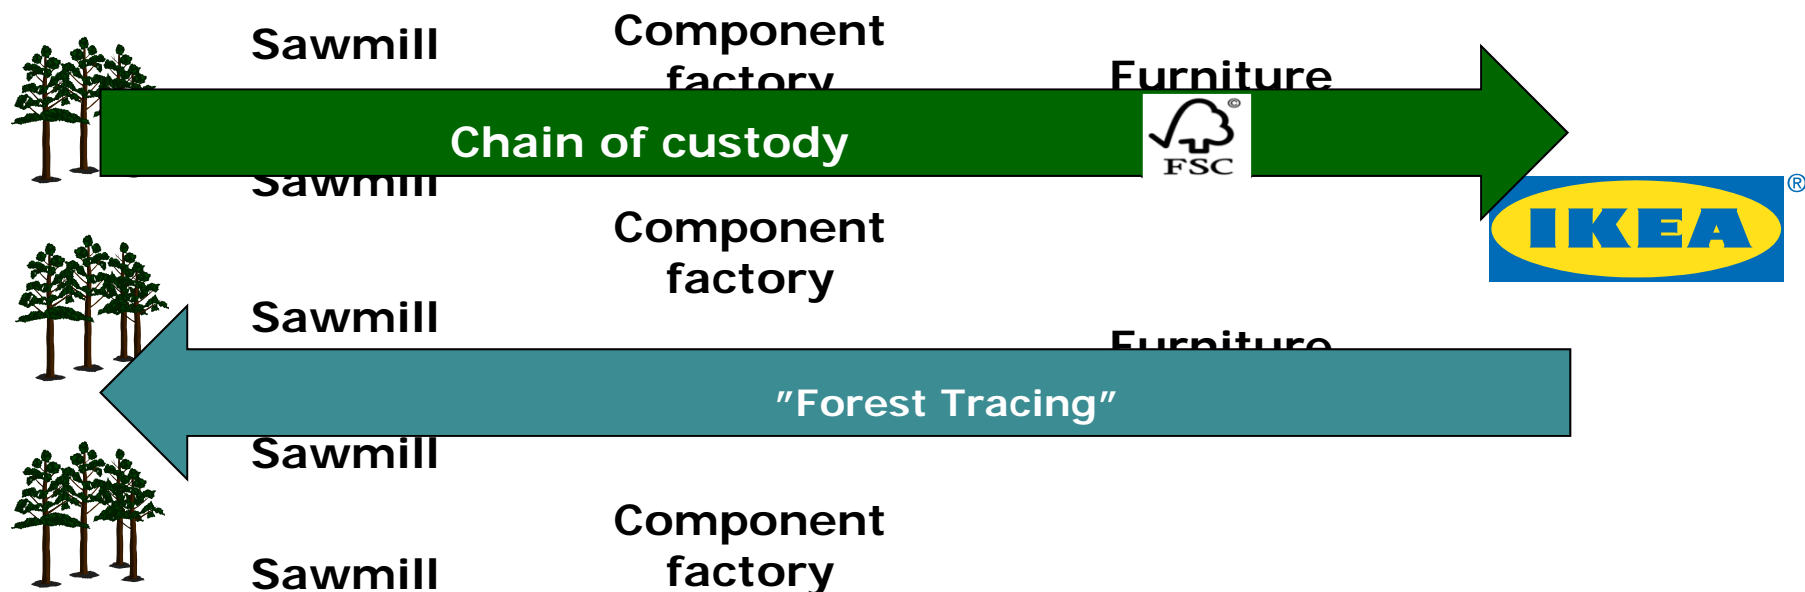 Sawmill
Component
factory
Furniture
Chain of custody
©
FSC
Sawmill
®
IKEA
Component
factory
Sawmill
Furniture
"Forest Tracing"
Sawmill
Component
factory
Sawmill